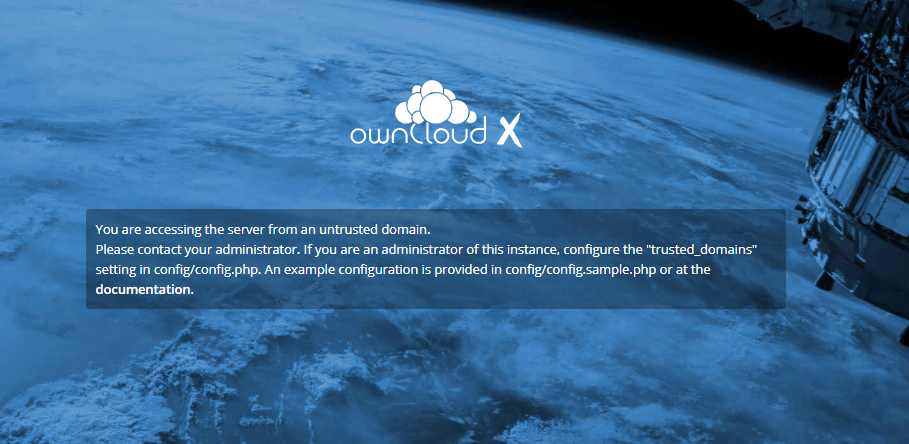 ownCloud X
You are accessing the server from an untrusted domain.
Please contact your administrator. If you are an administrator of this instance, configure the "trusted_domains"
setting in config/config.php. An example configuration is provided in config/config.sample.php or at the
documentation.